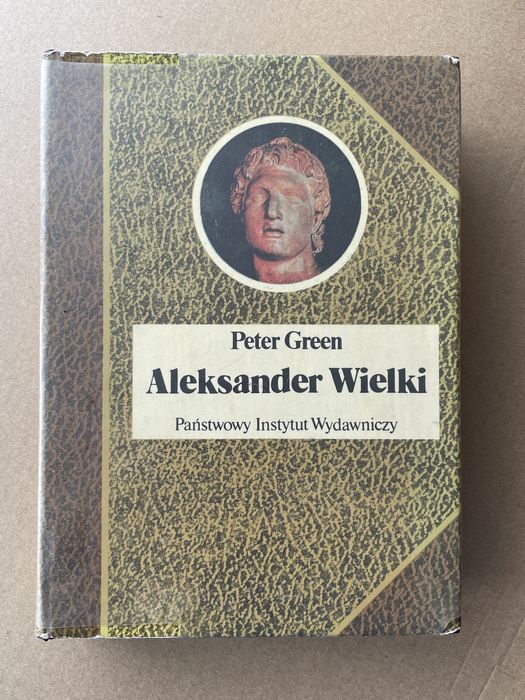 Peter Green
Aleksander Wielki
Państwowy Instytut Wydawniczy